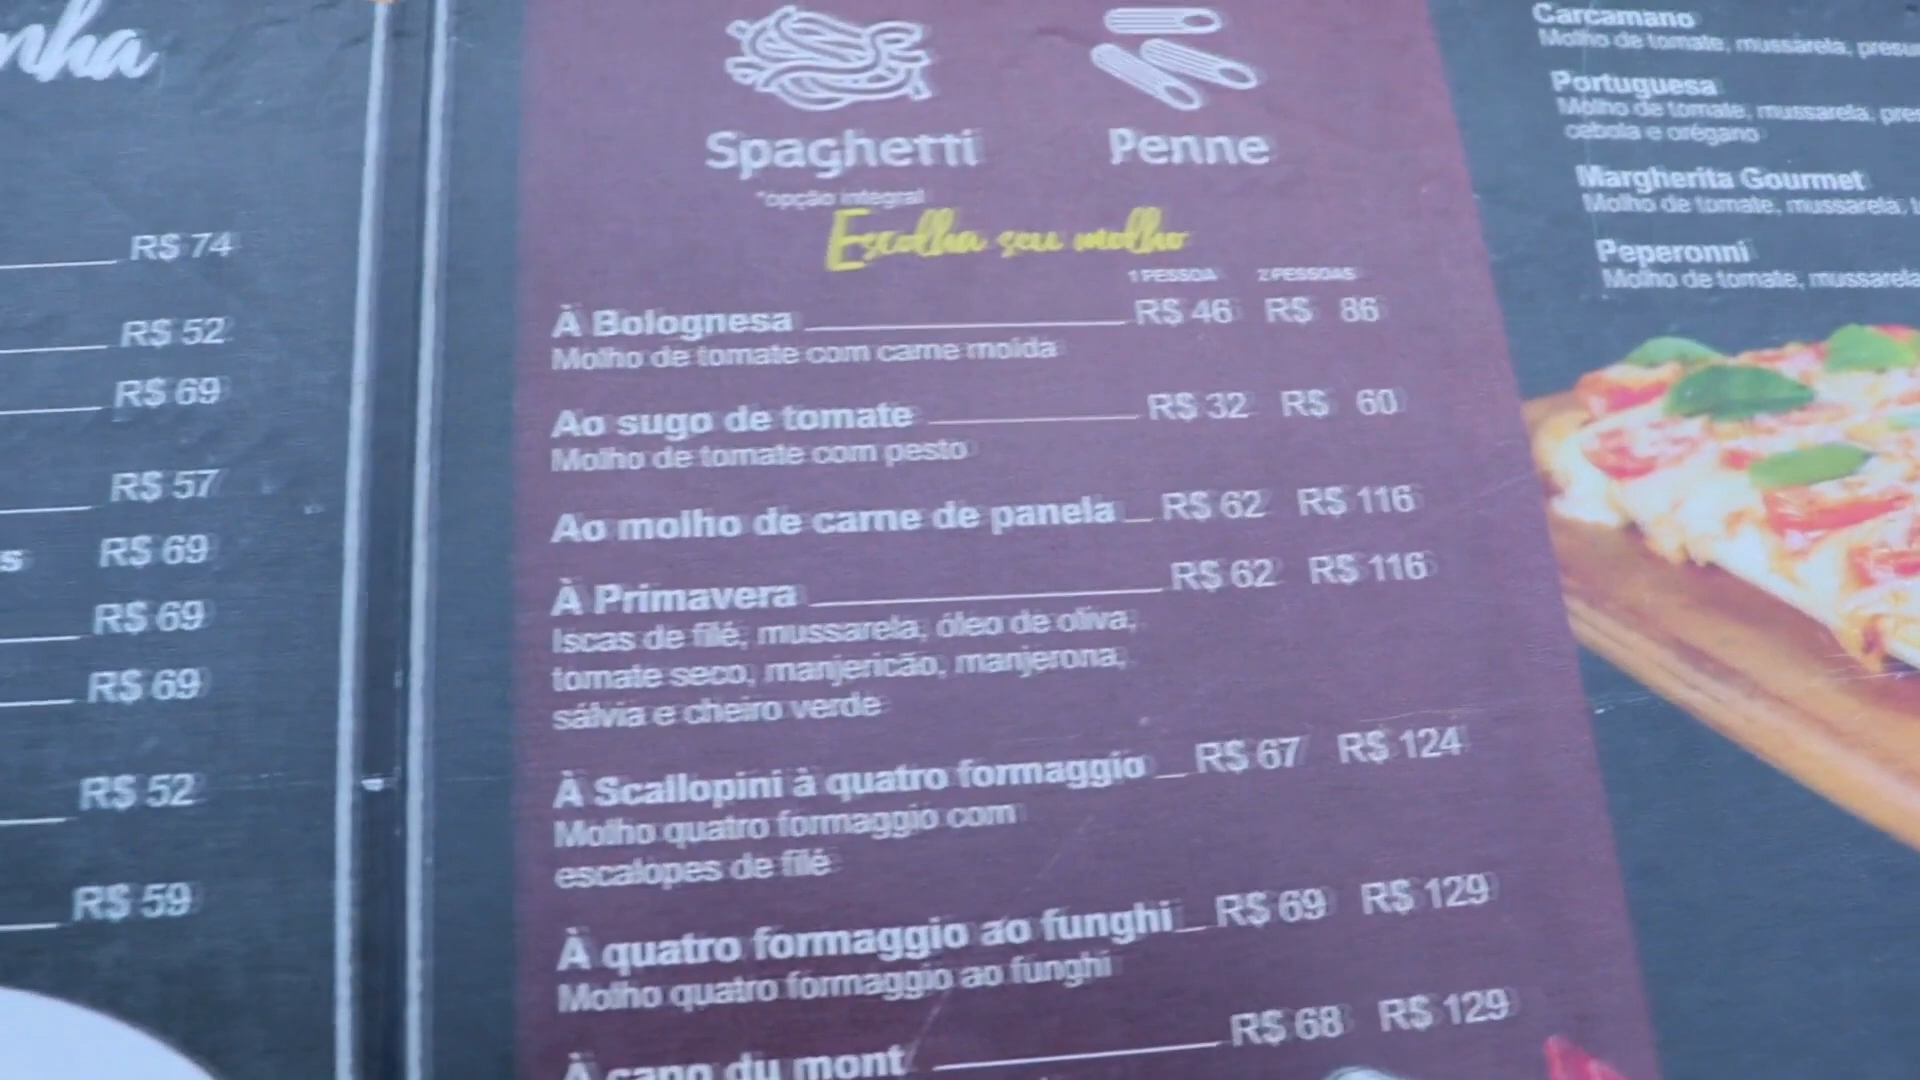 nha
R$ 74
R$ 52
R$ 69
R$ 57
s R$ 69
R$ 69
R$ 69
R$ 52
R$ 59
Spaghetti
*opção integral
Penne
Escolha seu molho
1 PESSOA 2 PESSOAS
À Bolognesa R$ 46 R$ 86
Molho de tomate com carne moída
Ao sugo de tomate R$ 32 R$ 60
Molho de tomate com pesto
Ao molho de carne de panela R$ 62 R$ 116
À Primavera R$ 62 R$ 116
Iscas de filé, mussarela, óleo de oliva,
tomate seco, manjericão, manjerona,
sálvia e cheiro verde
À Scallopini à quatro formaggio R$ 67 R$ 124
Molho quatro formaggio com
escalopes de filé
À quatro formaggio ao funghi R$ 69 R$ 129
Molho quatro formaggio ao funghi
À capo du mont R$ 68 R$ 129
Carcamano
Molho de tomate, mussarela, presu
Portuguesa
Molho de tomate, mussarela, pre
cebola e orégano
Margherita Gourmet
Molho de tomate, mussarela, t
Peperonni
Molho de tomate, mussarela